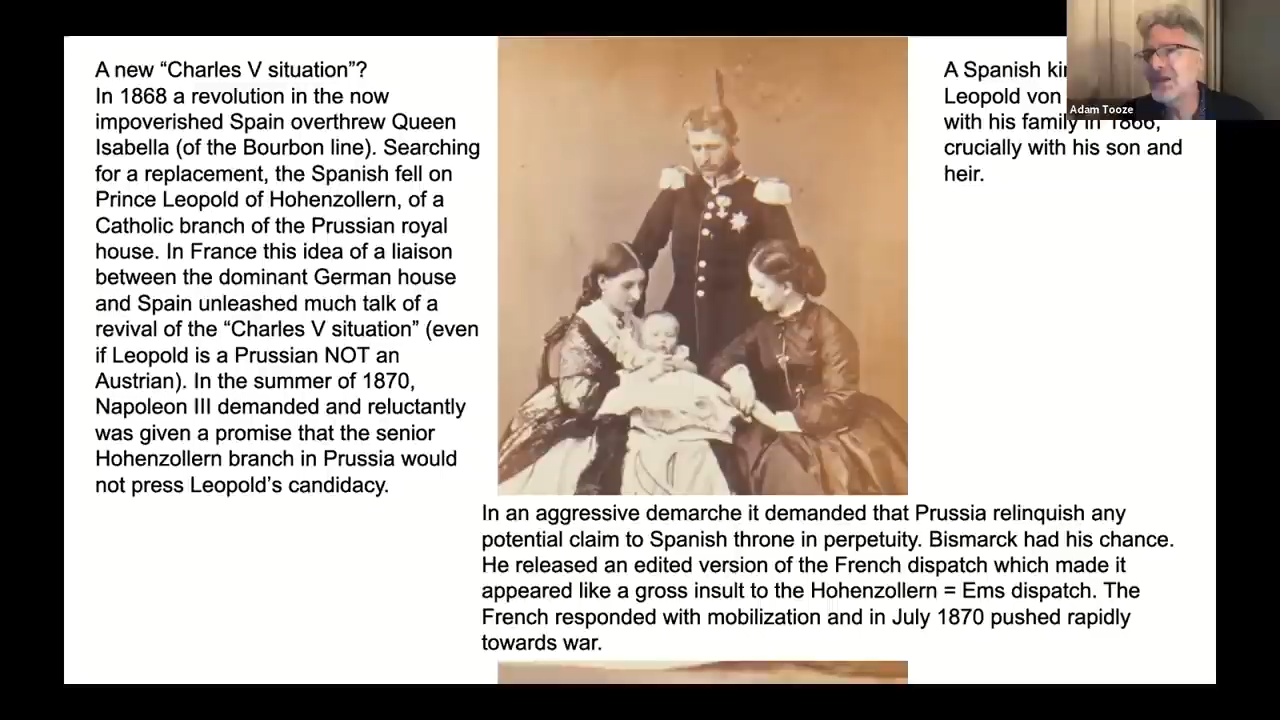 A new “Charles V situation”?
In 1868 a revolution in the now
impoverished Spain overthrew Queen
Isabella (of the Bourbon line). Searching
for a replacement, the Spanish fell on
Prince Leopold of Hohenzollern, of a
Catholic branch of the Prussian royal
house. In France this idea of a liaison
between the dominant German house
and Spain unleashed much talk of a
revival of the “Charles V situation” (even
if Leopold is a Prussian NOT an
Austrian). In the summer of 1870,
Napoleon III demanded and reluctantly
was given a promise that the senior
Hohenzollern branch in Prussia would
not press Leopold’s candidacy.
In an aggressive demarche it demanded that Prussia relinquish any
potential claim to Spanish throne in perpetuity. Bismarck had his chance.
He released an edited version of the French dispatch which made it
appeared like a gross insult to the Hohenzollern = Ems dispatch. The
French responded with mobilization and in July 1870 pushed rapidly
towards war.
A Spanish
Leopold von
with his family in 1866,
crucially with his son and
heir.
Adam Tooze